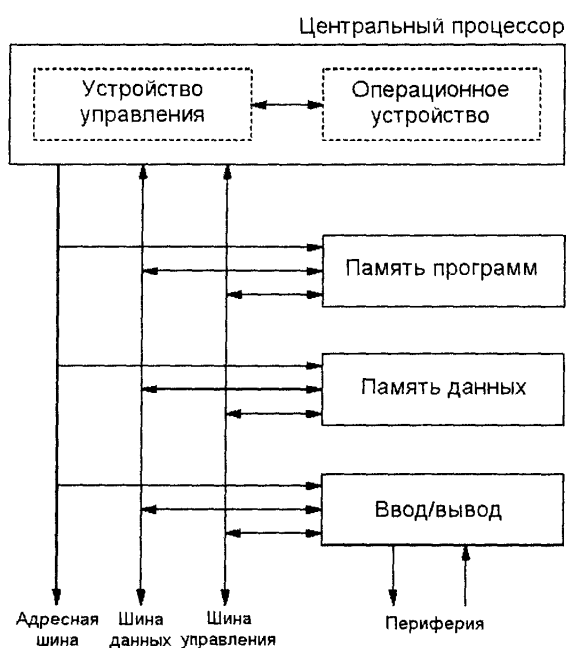 Центральный процессор
Устройство
управления
Операционное
устройство
Память программ
Память данных
Ввод/вывод
Адресная
шина
Шина
данных
Шина
управления
Периферия